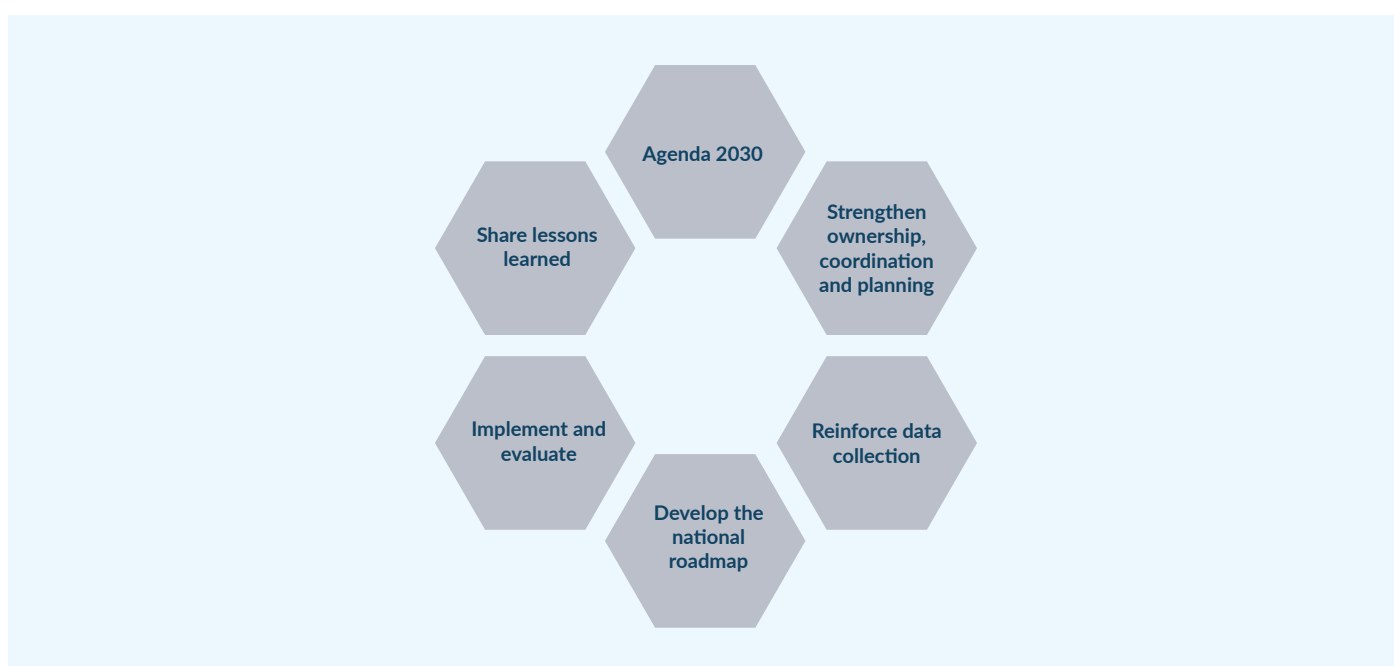 Agenda 2030
Strengthen
ownership,
coordination
and planning
Reinforce data
collection
Develop the
national
roadmap
Implement and
evaluate
Share lessons
learned